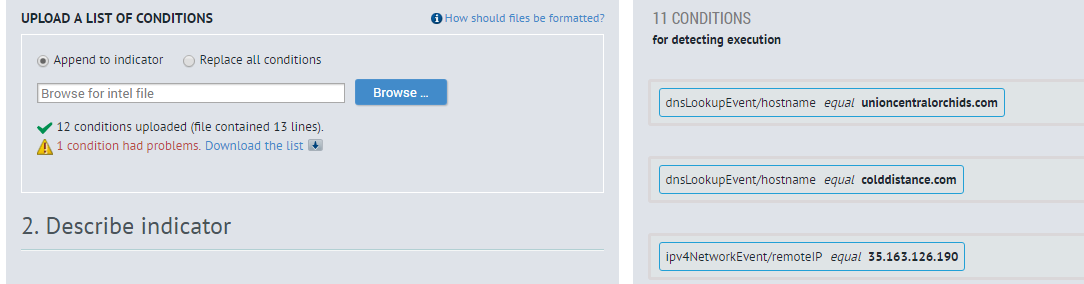 UPLOAD A LIST OF CONDITIONS
How should files be formatted?
Append to indicator
Replace all conditions
Browse for intel file
Browse ...
12 conditions uploaded (file contained 13 lines).
1 condition had problems. Download the list
2. Describe indicator
11 CONDITIONS
for detecting execution
dnsLookupEvent/hostname equal unioncentralorchids.com
dnsLookupEvent/hostname equal colddistance.com
ipv4NetworkEvent/remoteIP equal 35.163.126.190